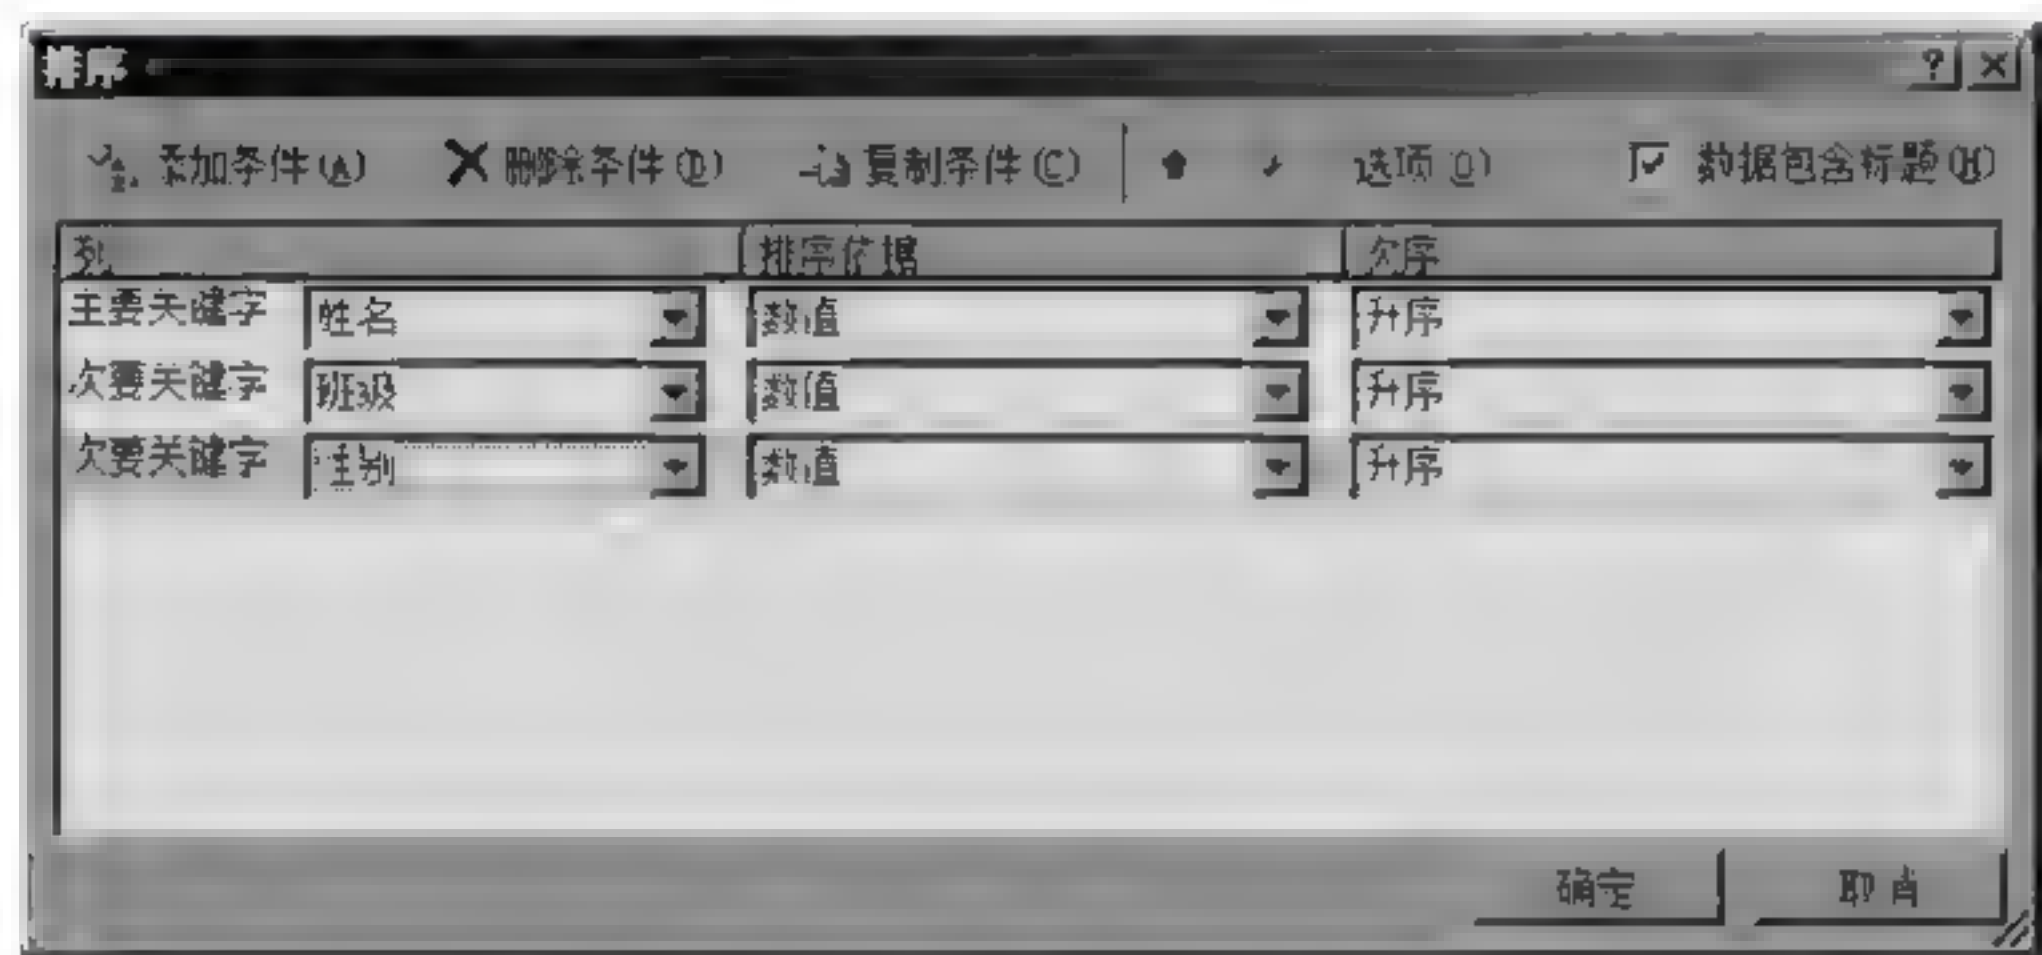 排序
添加条件(A) 删除条件(D) 复制条件(C) 选项(O) 数据包含标题(H)
列 排序依据 次序
主要关键字 姓名 数值 升序
次要关键字 班级 数值 升序
次要关键字 性别 数值 升序
确定 取消